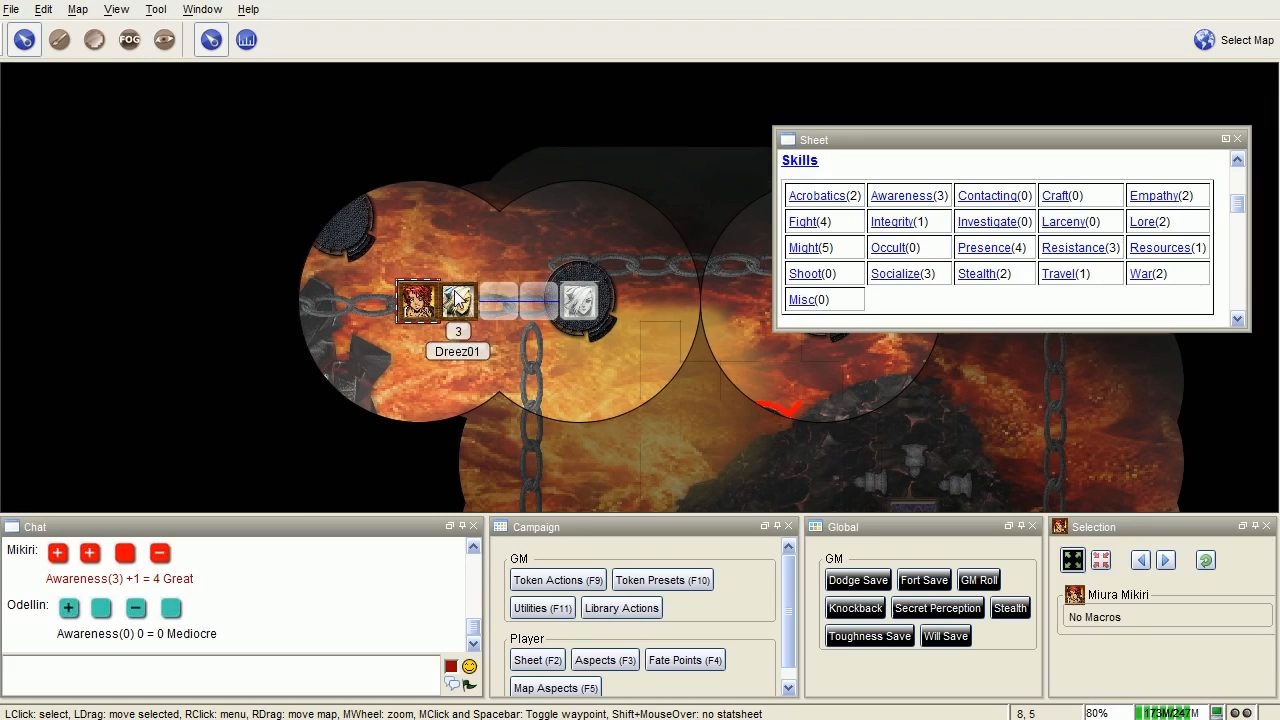 File Edit Map View Tool Window Help
FOG
Select Map
Sheet
Skills
Acrobatics(2) Awareness(3) Contacting(0) Craft(0) Empathy(2)
Fight(4) Integrity(1) Investigate(0) Larceny(0) Lore(2)
Might(5) Occult(0) Presence(4) Resistance(3) Resources(1)
Shoot(0) Socialize(3) Stealth(2) Travel(1) War(2)
Misc(0)
3
Dreez01
Chat
Mikiri:
Awareness(3) +1 = 4 Great
Odellin:
Awareness(0) 0 = 0 Mediocre
Campaign
GM
Token Actions (F9) Token Presets (F10)
Utilities (F11) Library Actions
Player
Sheet (F2) Aspects (F3) Fate Points (F4)
Map Aspects (F5)
Global
GM
Dodge Save Fort Save GM Roll
Knockback Secret Perception Stealth
Toughness Save Will Save
Selection
Miura Mikiri
No Macros
LClick: select, LDrag: move selected, RClick: menu, RDrag: move map, MWheel: zoom, MClick and Spacebar: Toggle waypoint, Shift+MouseOver: no statsheet
8, 5
80%
173M/247M